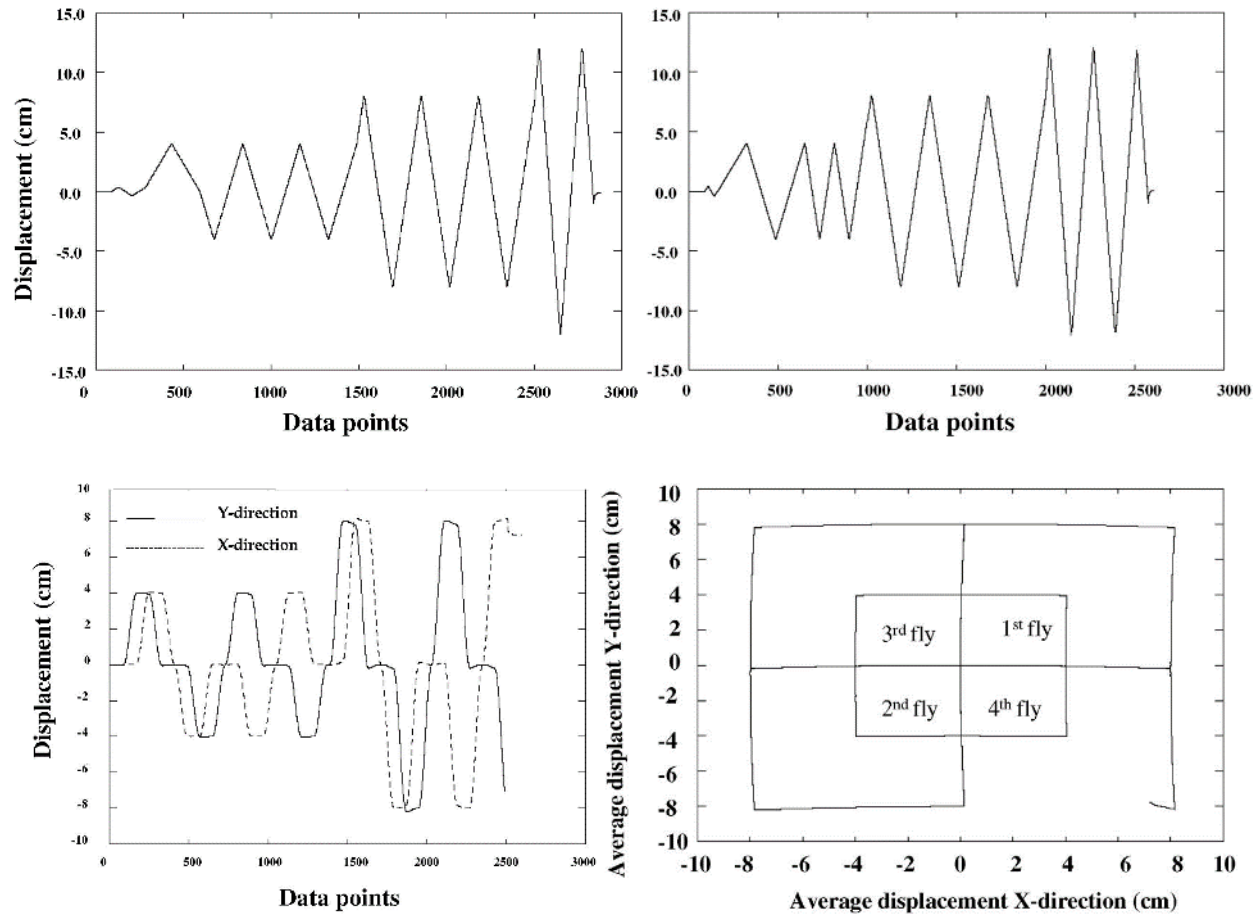 15.0
10.0
5.0
0.0
-5.0
-10.0
-15.0
Displacement (cm)
0 500 1000 1500 2000 2500 3000
Data points
15.0
10.0
5.0
0.0
-5.0
-10.0
-15.0
0 500 1000 1500 2000 2500 3000
Data points
10
8
6
4
2
0
-2
-4
-6
-8
-10
Displacement (cm)
Y-direction
X-direction
0 500 1000 1500 2000 2500 3000
Data points
10
8
6
4
2
0
-2
-4
-6
-8
-10
Average displacement Y-direction (cm)
3rd fly 1st fly
2nd fly 4th fly
-10 -8 -6 -4 -2 0 2 4 6 8 10
Average displacement X-direction (cm)